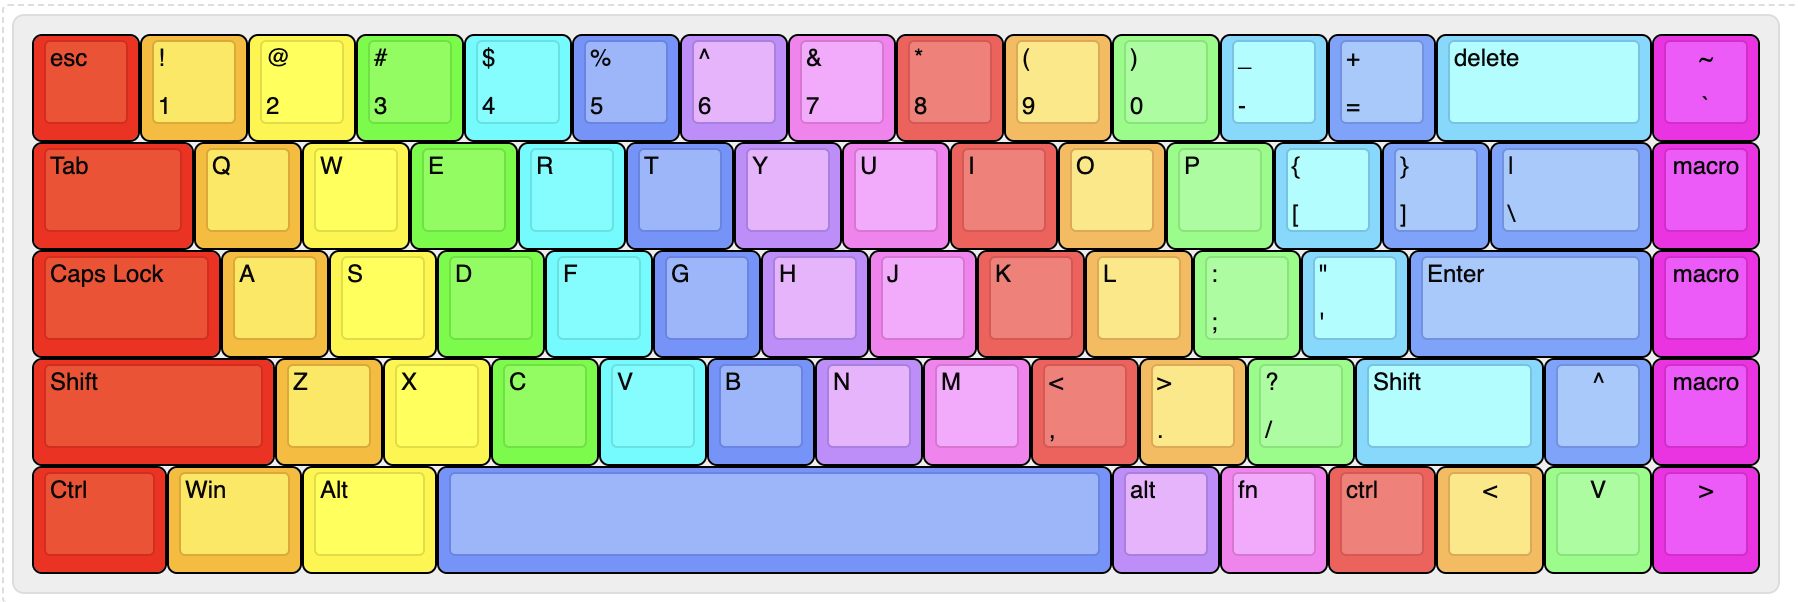 esc ! @ # $ % ^ & * ( ) _ + delete ~
1 2 3 4 5 6 7 8 9 0 - = `
Tab Q W E R T Y U I O P { } | macro
[ ] \
Caps Lock A S D F G H J K L : " Enter macro
; '
Shift Z X C V B N M < > ? Shift ^ macro
, . /
Ctrl Win Alt alt fn ctrl < V >